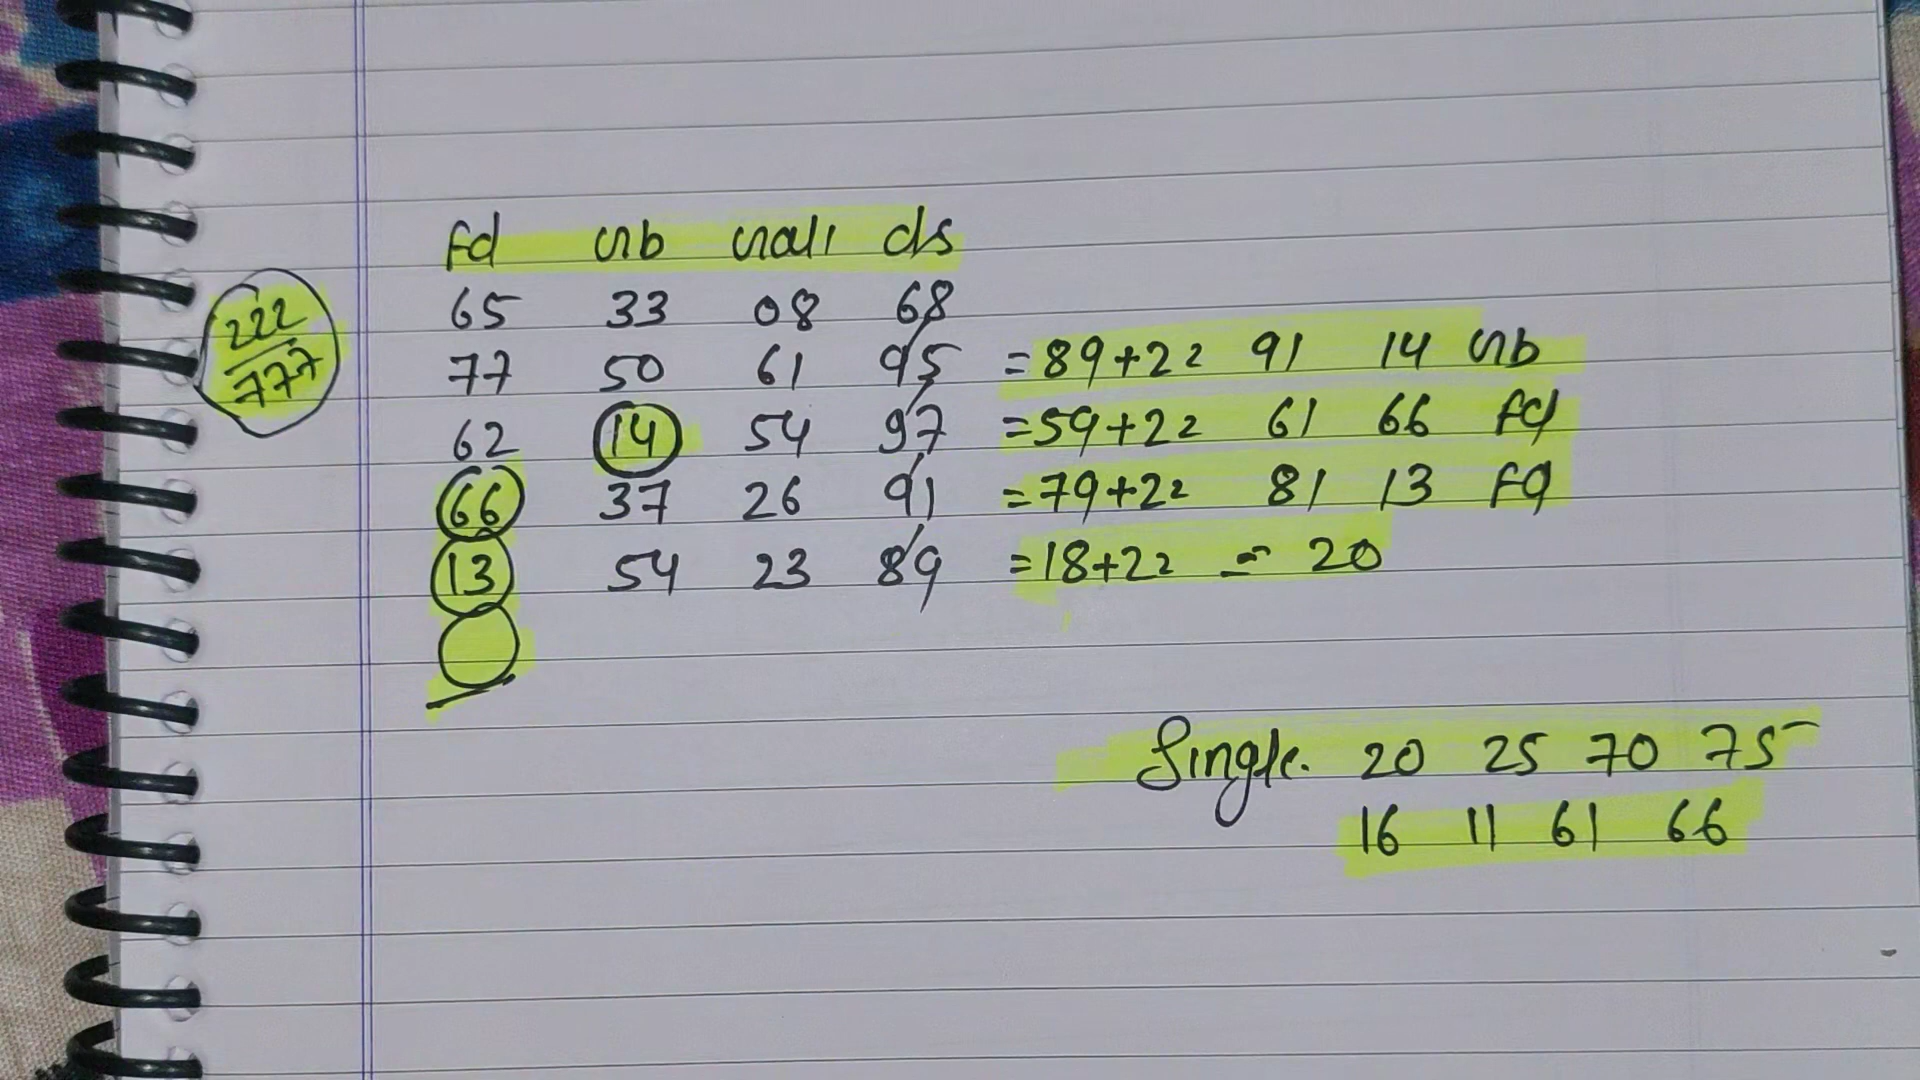 Fd gb gali ds
65 33 08 68
222
777
77 50 61 95 =89+22 91 14 gb
62 14 54 97 =59+22 61 66 Fd
66 37 26 91 =79+22 81 13 Fd
13 54 23 89 =18+22 = 20
Single. 20 25 70 75
16 11 61 66